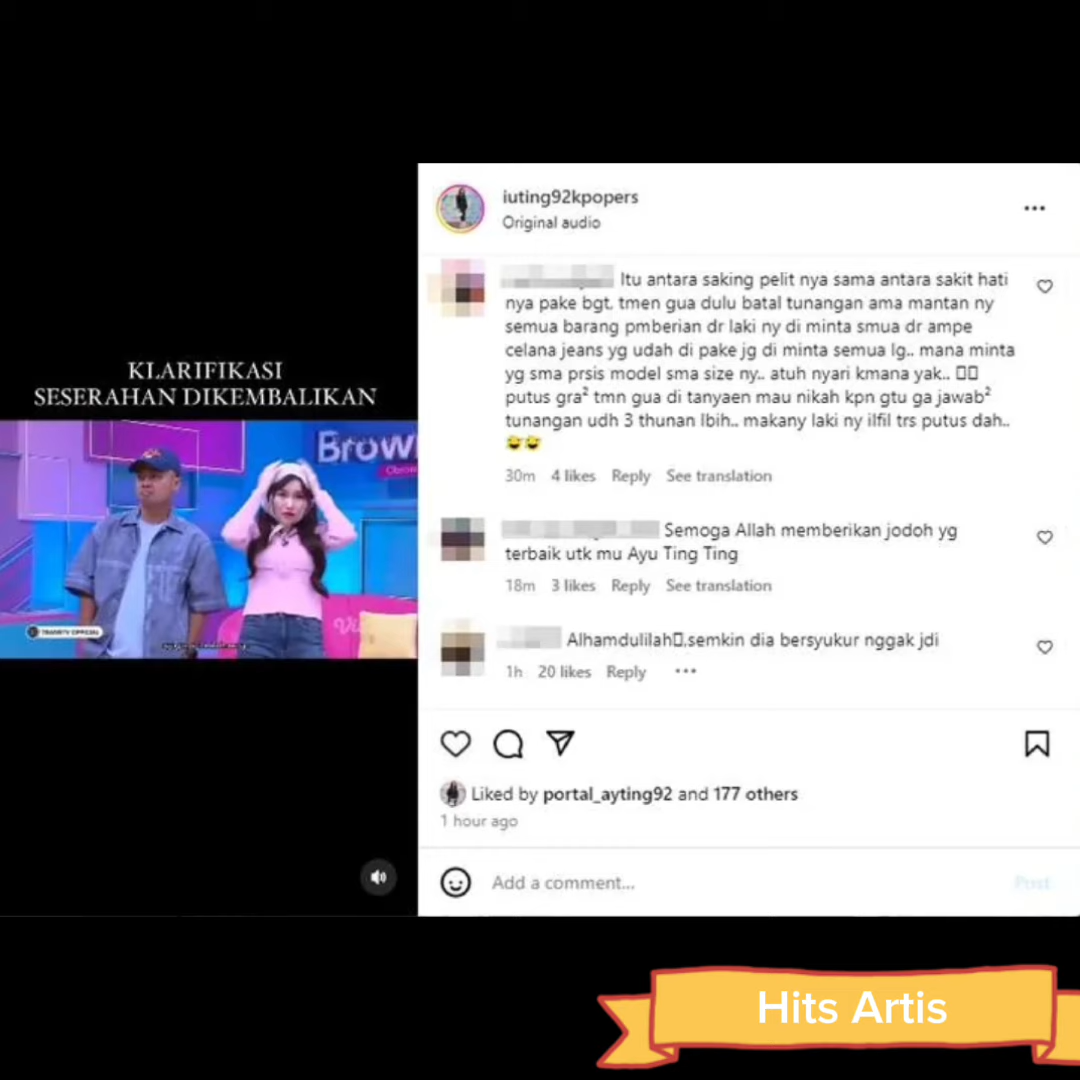 KLARIFIKASI
SESERAHAN DIKEMBALIKAN
Brow
TRANSTV OFFICIAL
iuting92kpopers
Original audio
Itu antara saking pelit nya sama antara sakit hati
nya pake bgt. tmen gua dulu batal tunangan ama mantan ny
semua barang pmberian dr laki ny di minta smua dr ampe
celana jeans yg udah di pake jg di minta semua lg.. mana minta
yg sma prsis model sma size ny.. atuh nyari kmana yak..
putus gra² tmn gua di tanyaen mau nikah kpn gtu ga jawab²
tunangan udh 3 thunan lbih.. makany laki ny ilfil trs putus dah..
😅😅
30m 4 likes Reply See translation
Semoga Allah memberikan jodoh yg
terbaik utk mu Ayu Ting Ting
18m 3 likes Reply See translation
Alhamdulilah,semkin dia bersyukur nggak jdi
1h 20 likes Reply
Liked by portal_ayting92 and 177 others
1 hour ago
Add a comment...
Post
Hits Artis